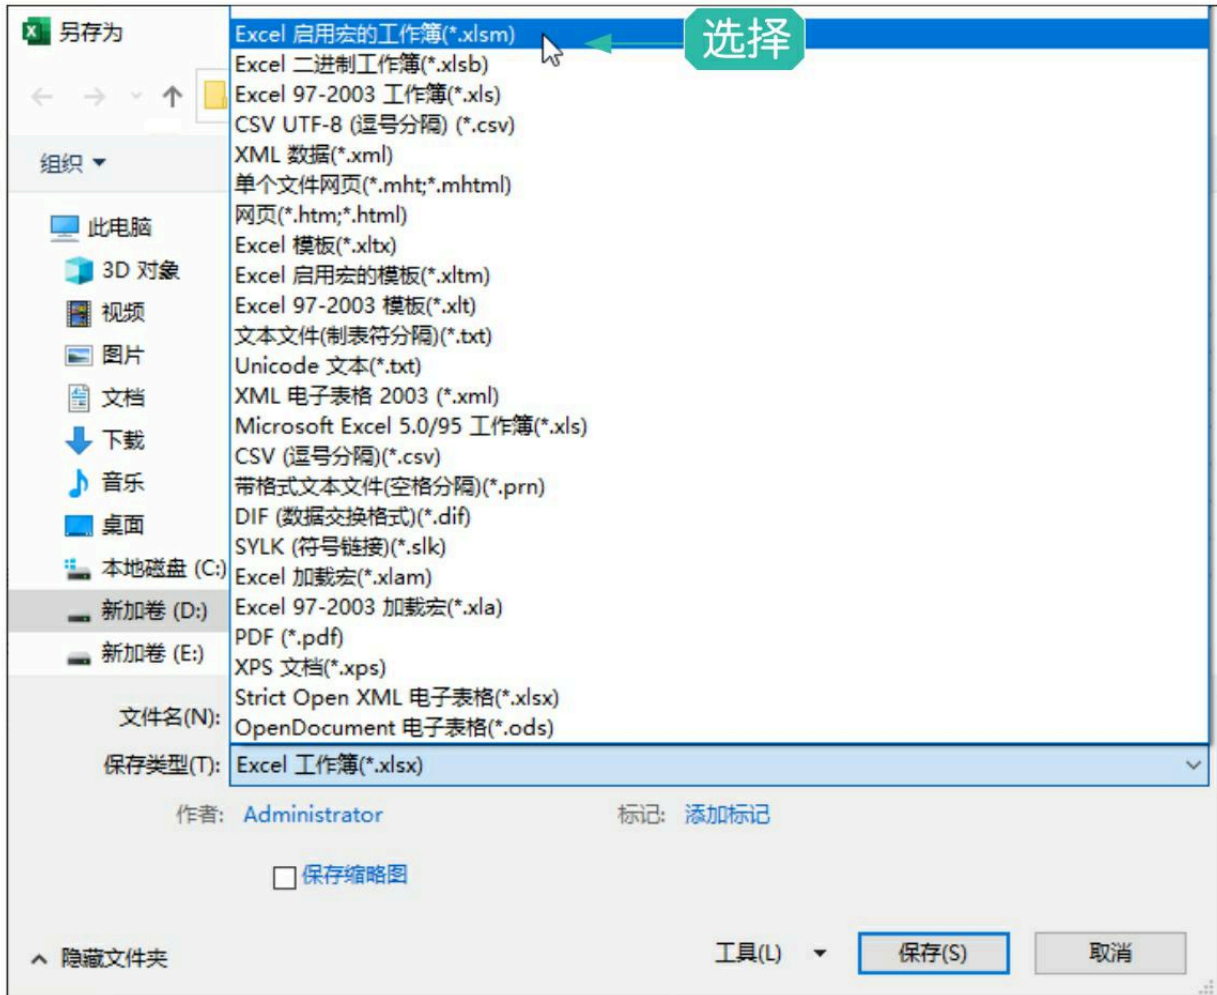 另存为
Excel 启用宏的工作簿(*.xlsm)
选择
Excel 二进制工作簿(*.xlsb)
Excel 97-2003 工作簿(*.xls)
CSV UTF-8 (逗号分隔) (*.csv)
XML 数据(*.xml)
单个文件网页(*.mht;*.mhtml)
网页(*.htm;*.html)
Excel 模板(*.xltx)
Excel 启用宏的模板(*.xltm)
Excel 97-2003 模板(*.xlt)
文本文件(制表符分隔)(*.txt)
Unicode 文本(*.txt)
XML 电子表格 2003 (*.xml)
Microsoft Excel 5.0/95 工作簿(*.xls)
CSV (逗号分隔)(*.csv)
带格式文本文件(空格分隔)(*.prn)
DIF (数据交换格式)(*.dif)
SYLK (符号链接)(*.slk)
Excel 加载宏(*.xlam)
Excel 97-2003 加载宏(*.xla)
PDF (*.pdf)
XPS 文档(*.xps)
Strict Open XML 电子表格(*.xlsx)
OpenDocument 电子表格(*.ods)
组织
此电脑
3D 对象
视频
图片
文档
下载
音乐
桌面
本地磁盘 (C:)
新加卷 (D:)
新加卷 (E:)
文件名(N):
保存类型(T): Excel 工作簿(*.xlsx)
作者: Administrator 标记: 添加标记
保存缩略图
隐藏文件夹 工具(L) 保存(S) 取消